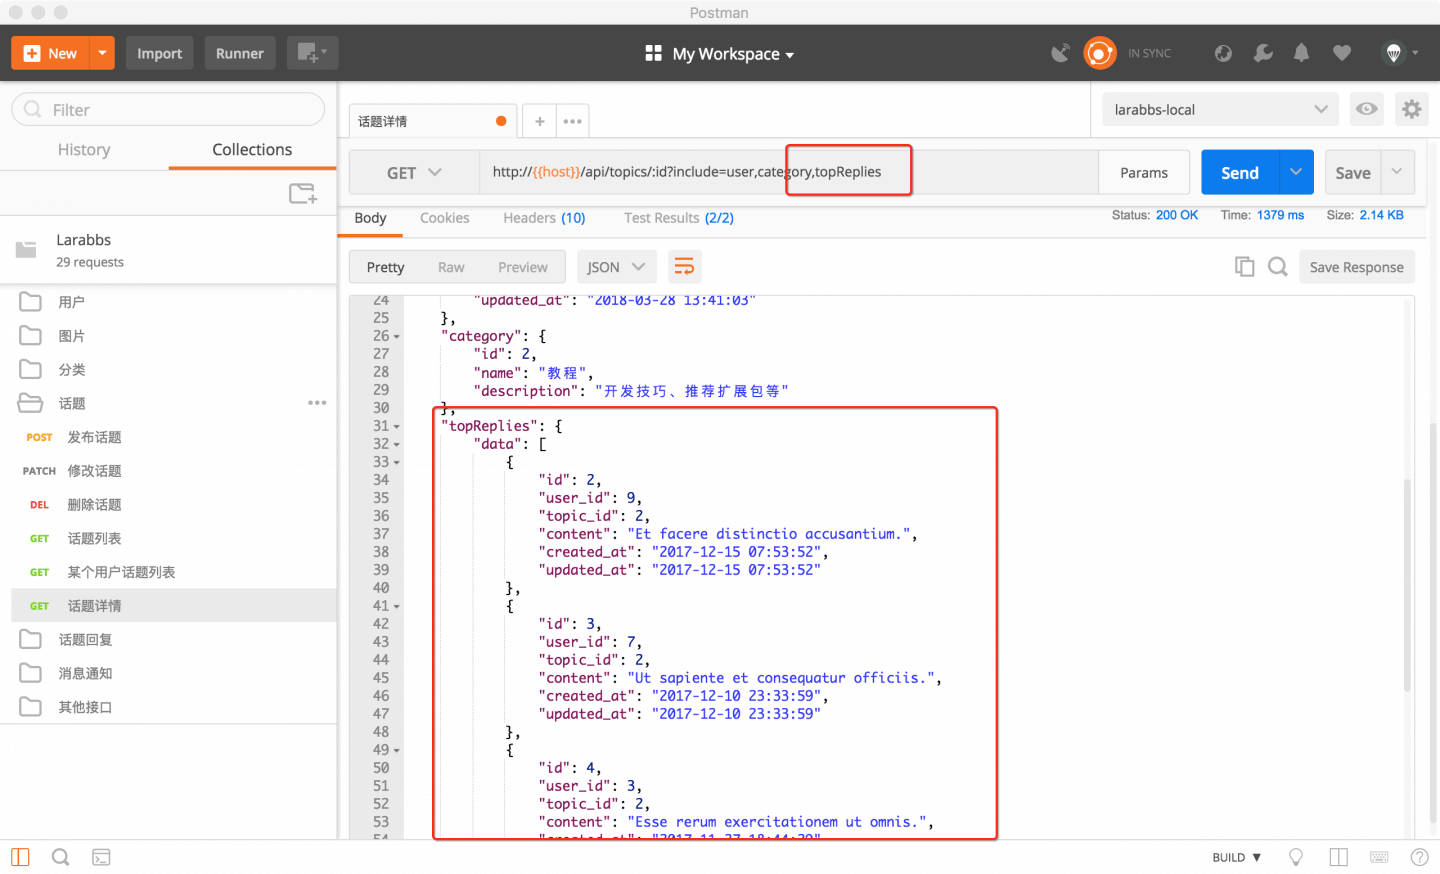 Postman
New
Import
Runner
My Workspace
IN SYNC
Filter
History
Collections
Larabbs
29 requests
用户
图片
分类
话题
POST 发布话题
PATCH 修改话题
DEL 删除话题
GET 话题列表
GET 某个用户话题列表
GET 话题详情
话题回复
消息通知
其他接口
话题详情
larabbs-local
GET
http://{{host}}/api/topics/:id?include=user,category,topReplies
Params
Send
Save
Body
Cookies
Headers (10)
Test Results (2/2)
Status: 200 OK
Time: 1379 ms
Size: 2.14 KB
Pretty
Raw
Preview
JSON
Save Response
24 "updated_at": "2018-03-28 13:41:03"
25 },
26 "category": {
27 "id": 2,
28 "name": "教程",
29 "description": "开发技巧、推荐扩展包等"
30 },
31 "topReplies": {
32 "data": [
33 {
34 "id": 2,
35 "user_id": 9,
36 "topic_id": 2,
37 "content": "Et facere distinctio accusantium.",
38 "created_at": "2017-12-15 07:53:52",
39 "updated_at": "2017-12-15 07:53:52"
40 },
41 {
42 "id": 3,
43 "user_id": 7,
44 "topic_id": 2,
45 "content": "Ut sapiente et consequatur officiis.",
46 "created_at": "2017-12-10 23:33:59",
47 "updated_at": "2017-12-10 23:33:59"
48 },
49 {
50 "id": 4,
51 "user_id": 3,
52 "topic_id": 2,
53 "content": "Esse rerum exercitationem ut omnis.",
54 "created_at": "2017-11-27
BUILD